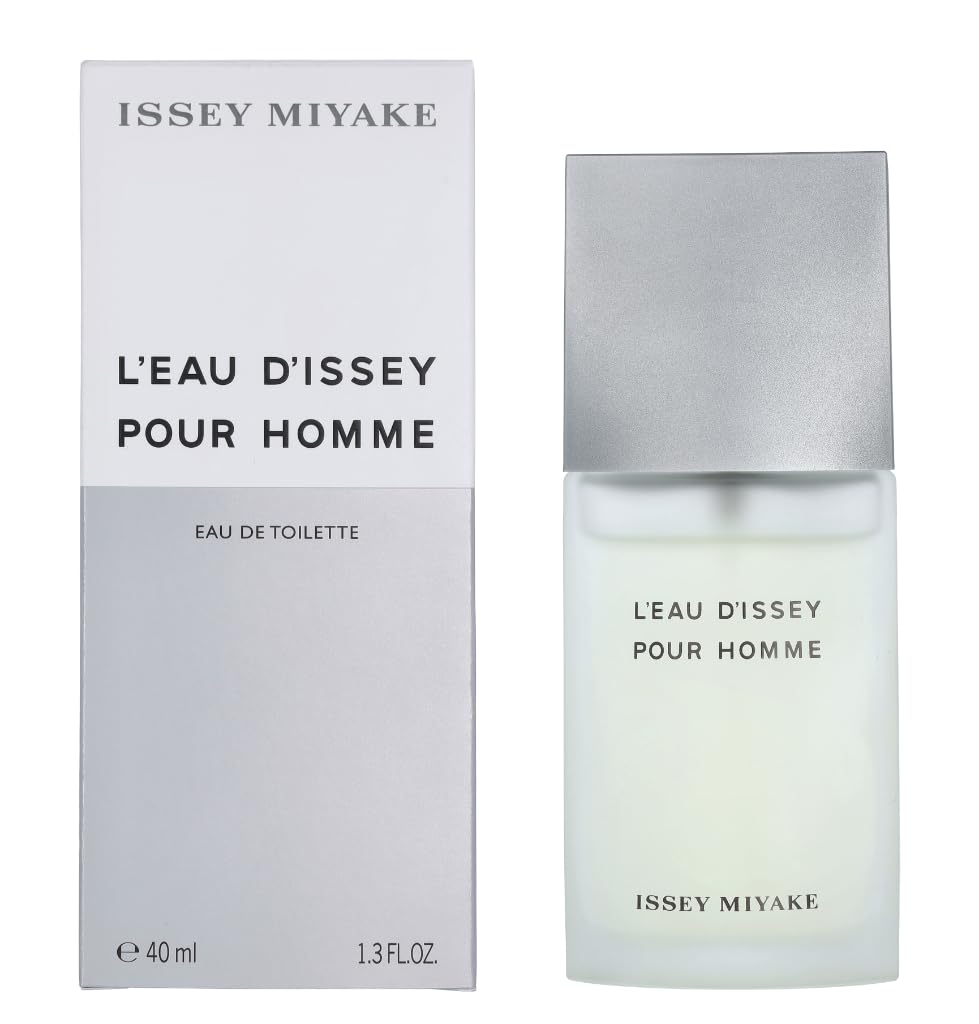 ISSEY MIYAKE
L'EAU D'ISSEY
POUR HOMME
EAU DE TOILETTE
℮ 40 ml 1.3 FL.OZ.
L'EAU D'ISSEY
POUR HOMME
ISSEY MIYAKE